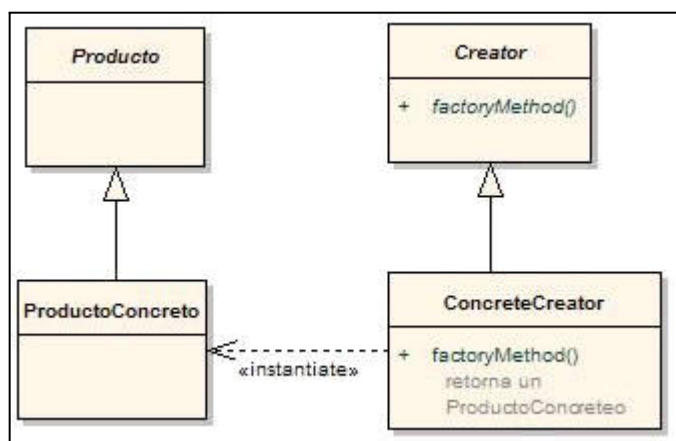 Producto
Creator
+ factoryMethod()
ProductoConcreto
ConcreteCreator
«instantiate»
+ factoryMethod()
retorna un
ProductoConcreteo